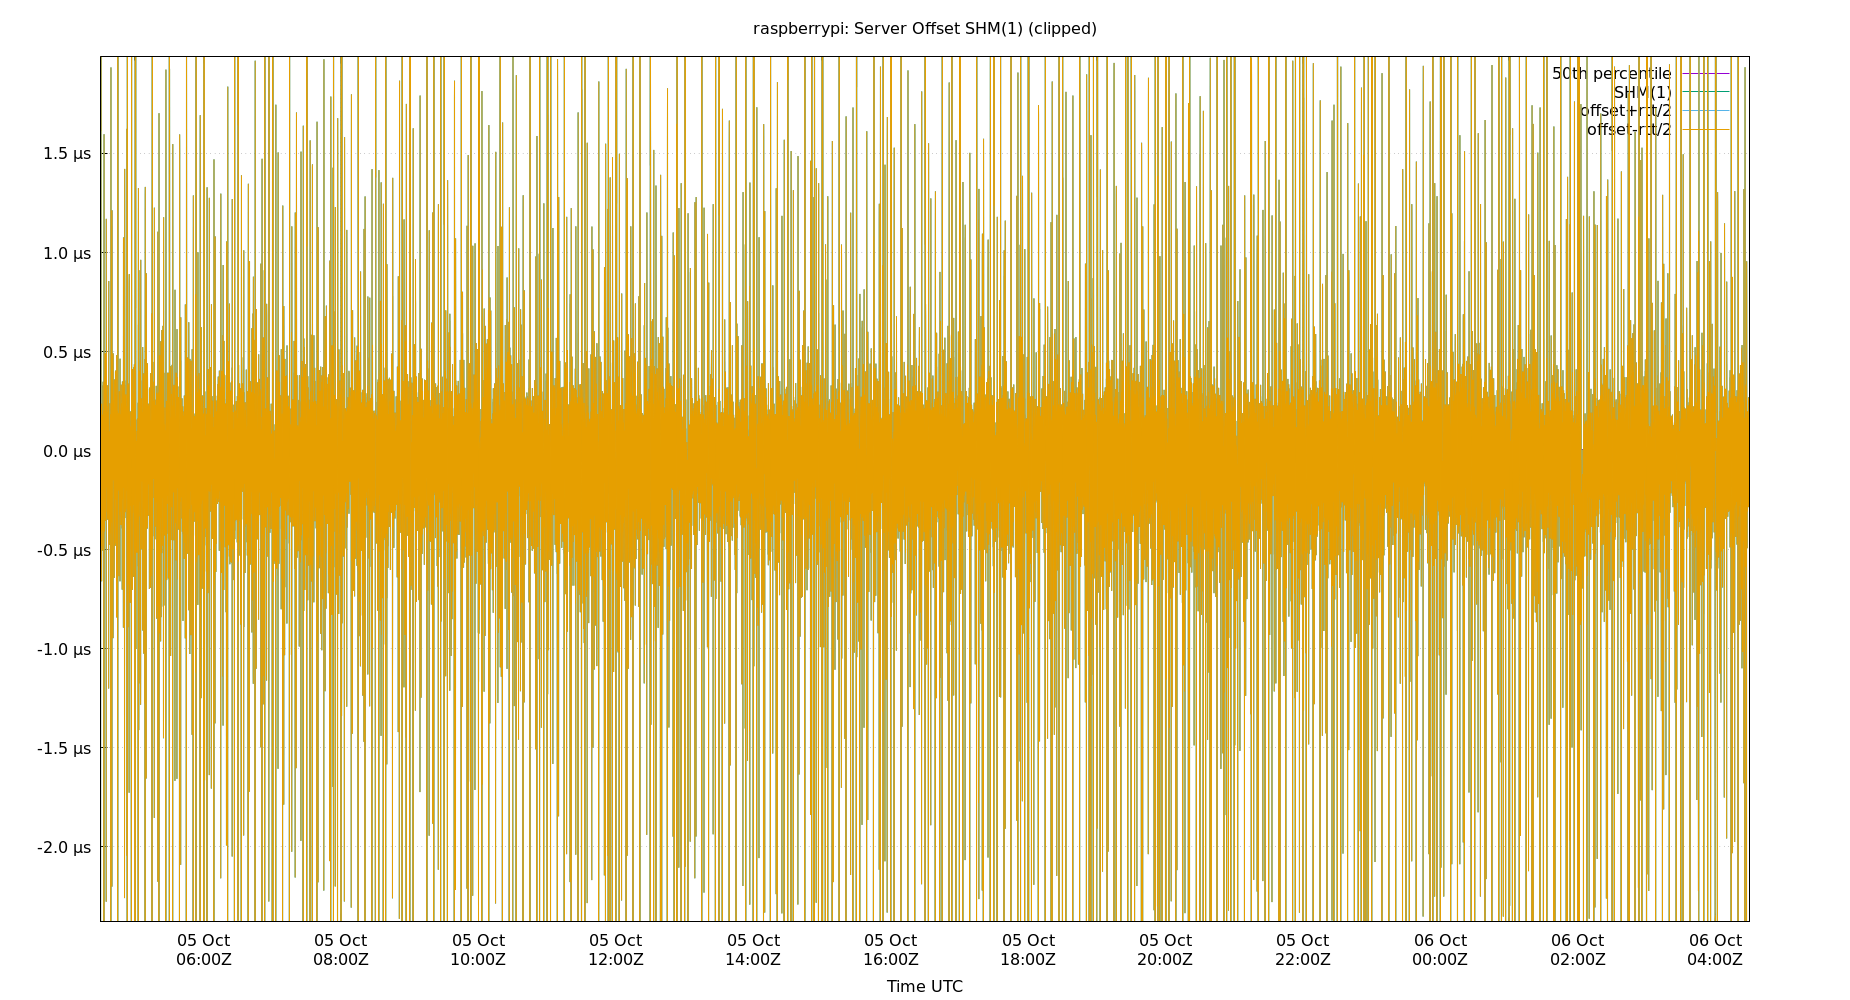 raspberrypi: Server Offset SHM(1) (clipped)
50th percentile
SHM(1)
offset+rtt/2
offset-rtt/2
1.5 µs
1.0 µs
0.5 µs
0.0 µs
-0.5 µs
-1.0 µs
-1.5 µs
-2.0 µs
05 Oct 05 Oct 05 Oct 05 Oct 05 Oct 05 Oct 05 Oct 05 Oct 05 Oct 06 Oct 06 Oct 06 Oct
06:00Z 08:00Z 10:00Z 12:00Z 14:00Z 16:00Z 18:00Z 20:00Z 22:00Z 00:00Z 02:00Z 04:00Z
Time UTC